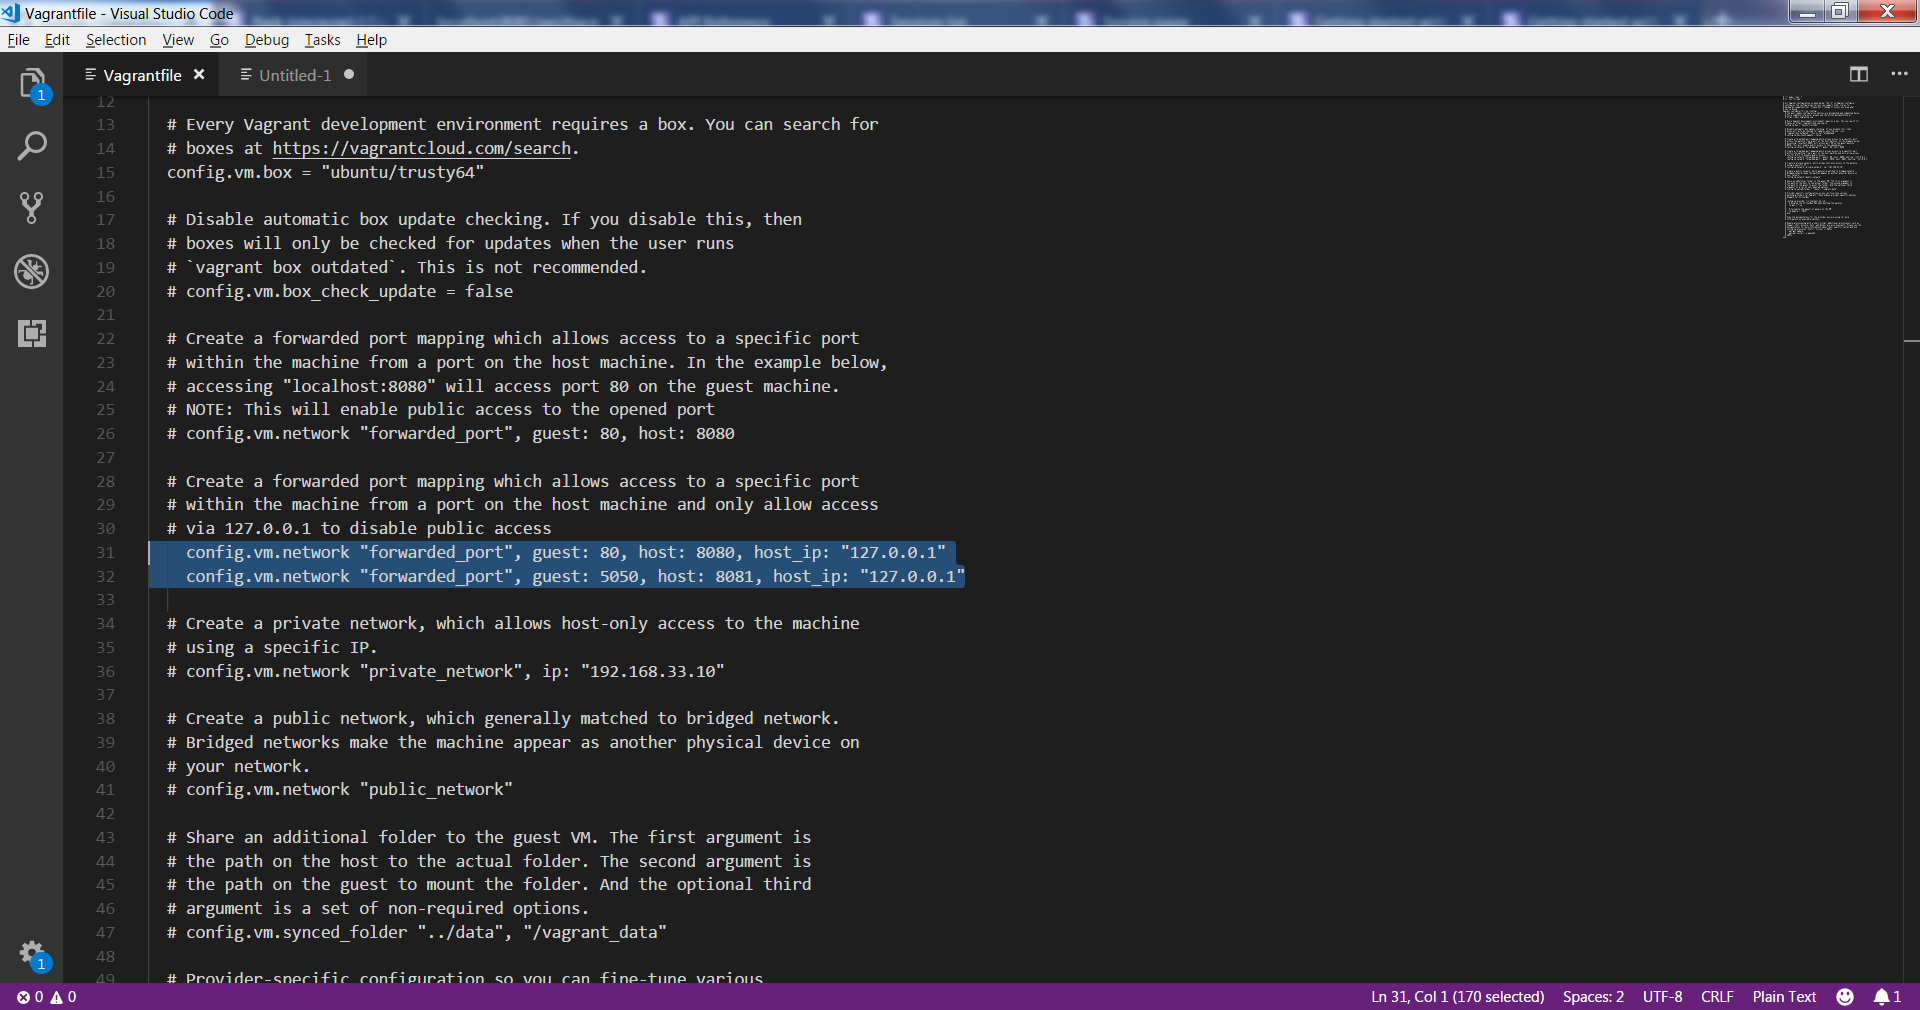 Vagrantfile - Visual Studio Code
File Edit Selection View Go Debug Tasks Help
Vagrantfile Untitled-1
1
12
13 # Every Vagrant development environment requires a box. You can search for
14 # boxes at https://vagrantcloud.com/search.
15 config.vm.box = "ubuntu/trusty64"
16
17 # Disable automatic box update checking. If you disable this, then
18 # boxes will only be checked for updates when the user runs
19 # `vagrant box outdated`. This is not recommended.
20 # config.vm.box_check_update = false
21
22 # Create a forwarded port mapping which allows access to a specific port
23 # within the machine from a port on the host machine. In the example below,
24 # accessing "localhost:8080" will access port 80 on the guest machine.
25 # NOTE: This will enable public access to the opened port
26 # config.vm.network "forwarded_port", guest: 80, host: 8080
27
28 # Create a forwarded port mapping which allows access to a specific port
29 # within the machine from a port on the host machine and only allow access
30 # via 127.0.0.1 to disable public access
31 config.vm.network "forwarded_port", guest: 80, host: 8080, host_ip: "127.0.0.1"
32 config.vm.network "forwarded_port", guest: 5050, host: 8081, host_ip: "127.0.0.1"
33
34 # Create a private network, which allows host-only access to the machine
35 # using a specific IP.
36 # config.vm.network "private_network", ip: "192.168.33.10"
37
38 # Create a public network, which generally matched to bridged network.
39 # Bridged networks make the machine appear as another physical device on
40 # your network.
41 # config.vm.network "public_network"
42
43 # Share an additional folder to the guest VM. The first argument is
44 # the path on the host to the actual folder. The second argument is
45 # the path on the guest to mount the folder. And the optional third
46 # argument is a set of non-required options.
47 # config.vm.synced_folder "../data", "/vagrant_data"
48
49 # Provider-specific configuration so you can fine-tune various
1
0 0 Ln 31, Col 1 (170 selected) Spaces: 2 UTF-8 CRLF Plain Text 1